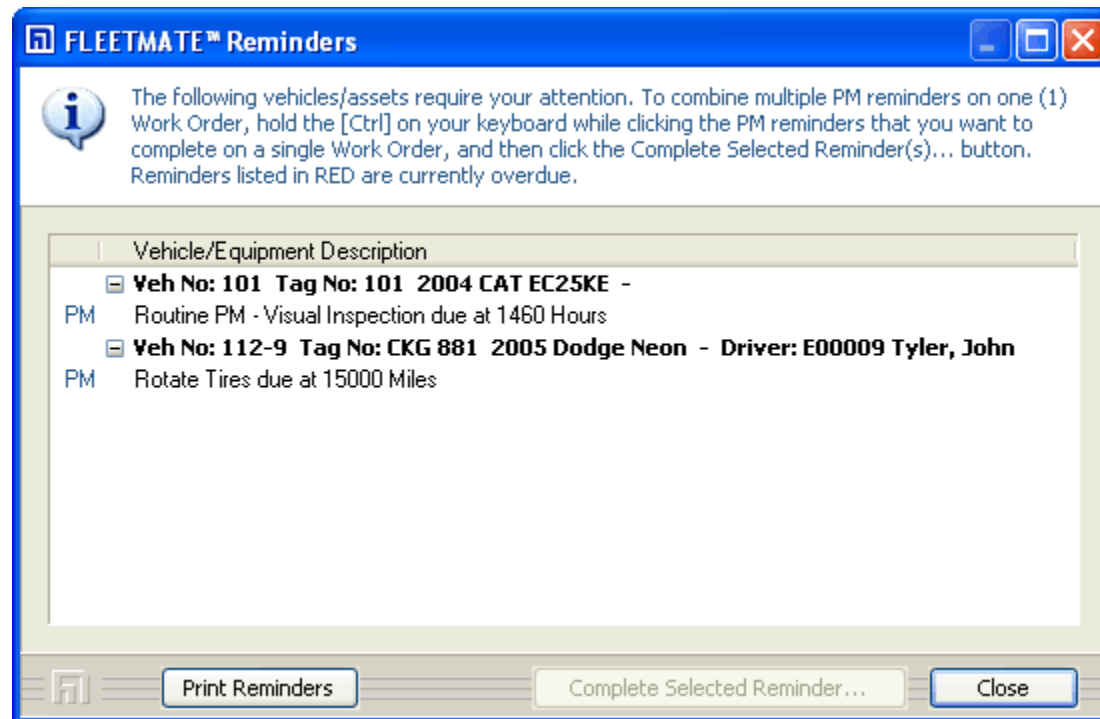 FLEETMATE™ Reminders
The following vehicles/assets require your attention. To combine multiple PM reminders on one (1)
Work Order, hold the [Ctrl] on your keyboard while clicking the PM reminders that you want to
complete on a single Work Order, and then click the Complete Selected Reminder(s)... button.
Reminders listed in RED are currently overdue.
Vehicle/Equipment Description
Veh No: 101 Tag No: 101 2004 CAT EC25KE -
PM Routine PM - Visual Inspection due at 1460 Hours
Veh No: 112-9 Tag No: CKG 881 2005 Dodge Neon - Driver: E00009 Tyler, John
PM Rotate Tires due at 15000 Miles
Print Reminders Complete Selected Reminder... Close